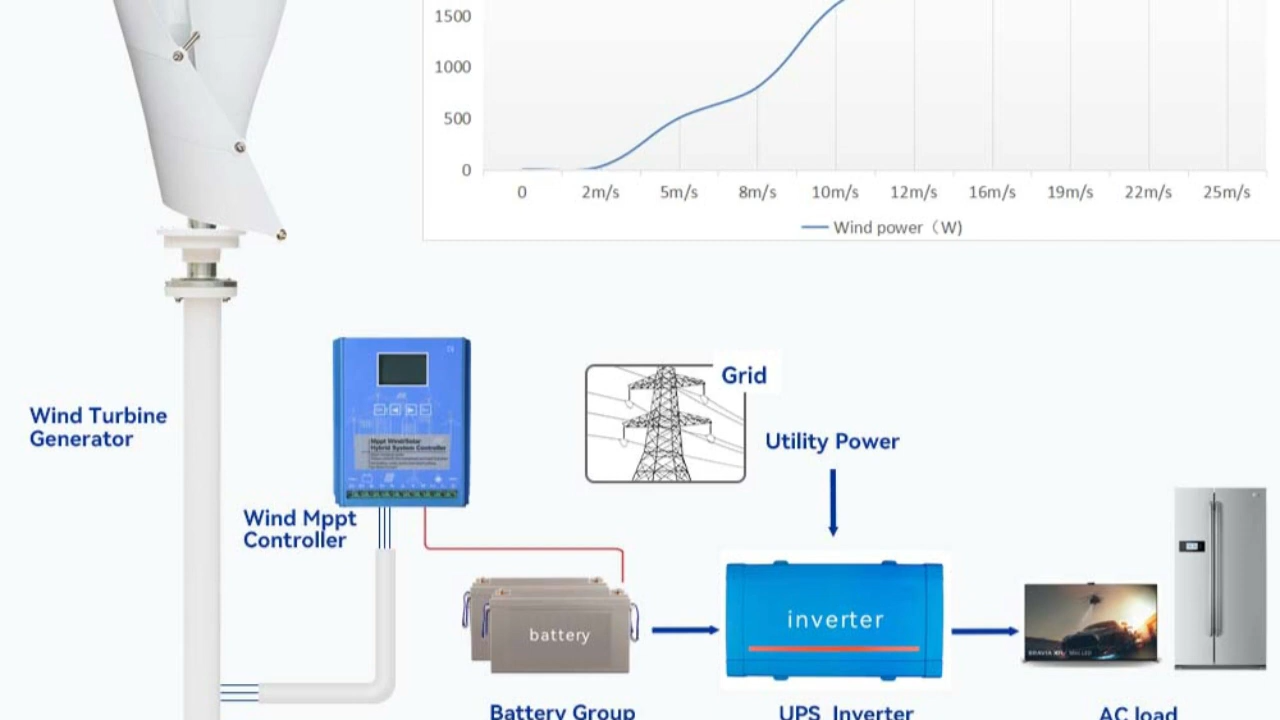 1500
1000
500
0
0 2m/s 5m/s 8m/s 10m/s 12m/s 16m/s 19m/s 22m/s 25m/s
Wind power（W)
Grid
Wind Turbine
Generator
Utility Power
Mppt Wind/Solar
Hybrid System Controller
Wind Mppt
Controller
inverter
battery
BRAVIA
Battery Group
UPS Inverter
AC load